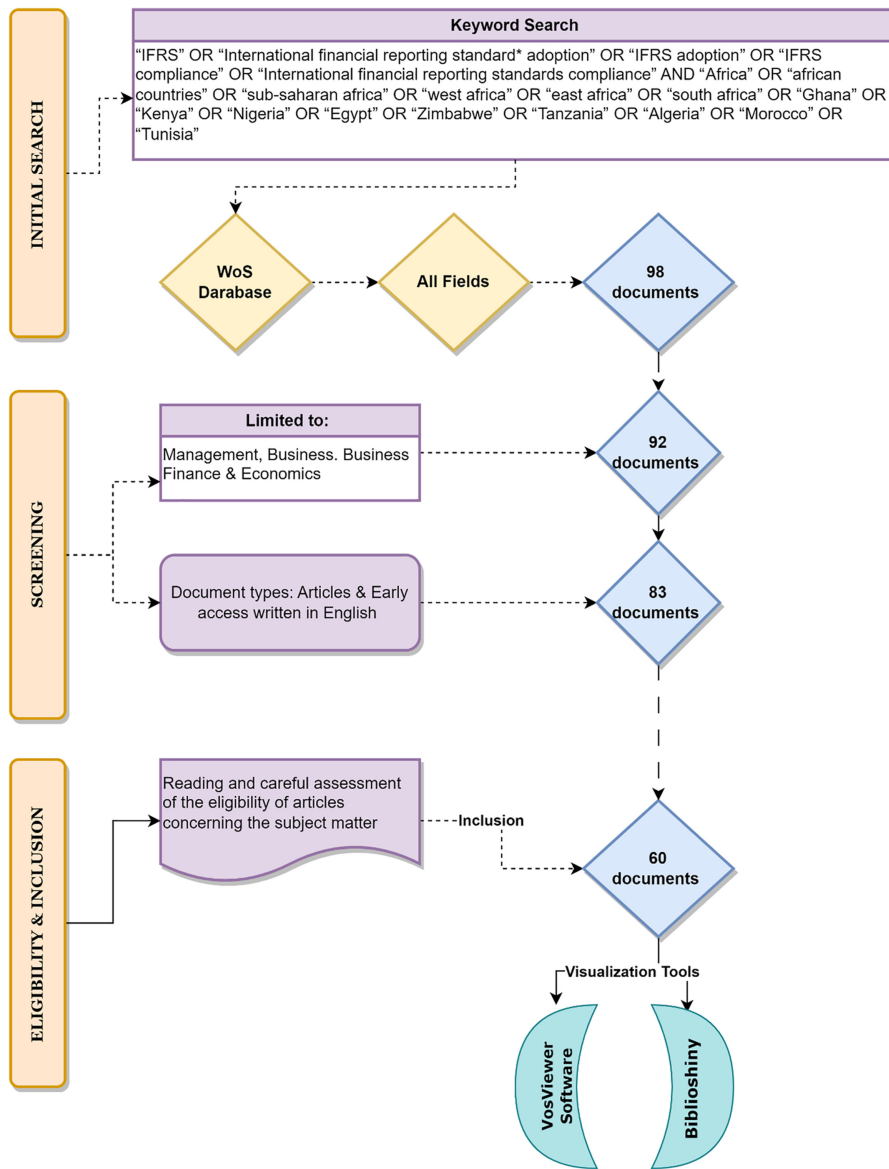 INITIAL SEARCH
Keyword Search
“IFRS” OR “International financial reporting standard* adoption” OR “IFRS adoption” OR “IFRS
compliance” OR “International financial reporting standards compliance” AND “Africa” OR “african
countries” OR “sub-saharan africa” OR “west africa” OR “east africa” OR “south africa” OR “Ghana” OR
“Kenya” OR “Nigeria” OR “Egypt” OR “Zimbabwe” OR “Tanzania” OR “Algeria” OR “Morocco” OR
“Tunisia”
WoS
Darabase
All Fields
98
documents
SCREENING
Limited to:
Management, Business. Business
Finance & Economics
92
documents
Document types: Articles & Early
access written in English
83
documents
ELIGIBILITY & INCLUSION
Reading and careful assessment
of the eligibility of articles
concerning the subject matter
Inclusion
60
documents
Visualization Tools
VosViewer
Software
Biblioshiny